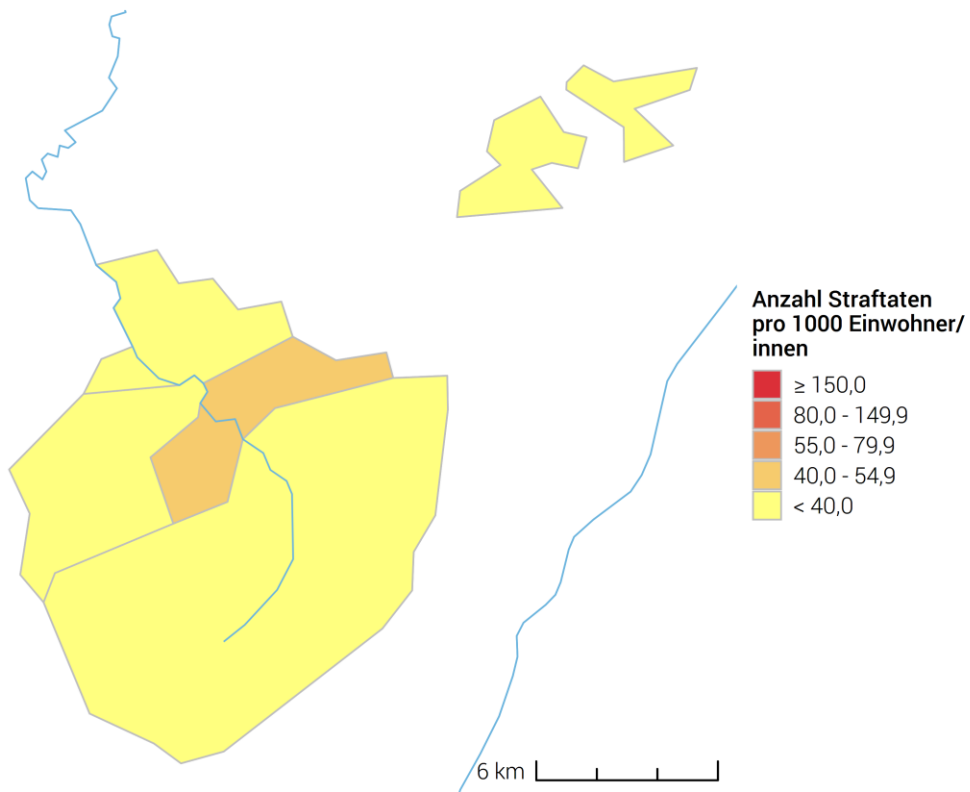 Anzahl Straftaten
pro 1000 Einwohner/
innen
≥ 150,0
80,0 - 149,9
55,0 - 79,9
40,0 - 54,9
< 40,0
6 km